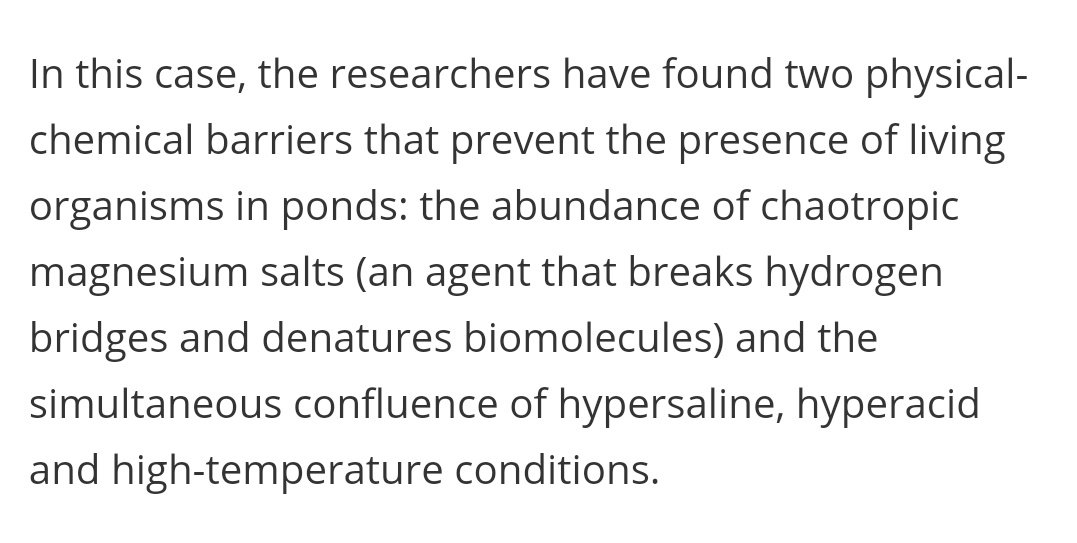 In this case, the researchers have found two physical-
chemical barriers that prevent the presence of living
organisms in ponds: the abundance of chaotropic
magnesium salts (an agent that breaks hydrogen
bridges and denatures biomolecules) and the
simultaneous confluence of hypersaline, hyperacid
and high-temperature conditions.